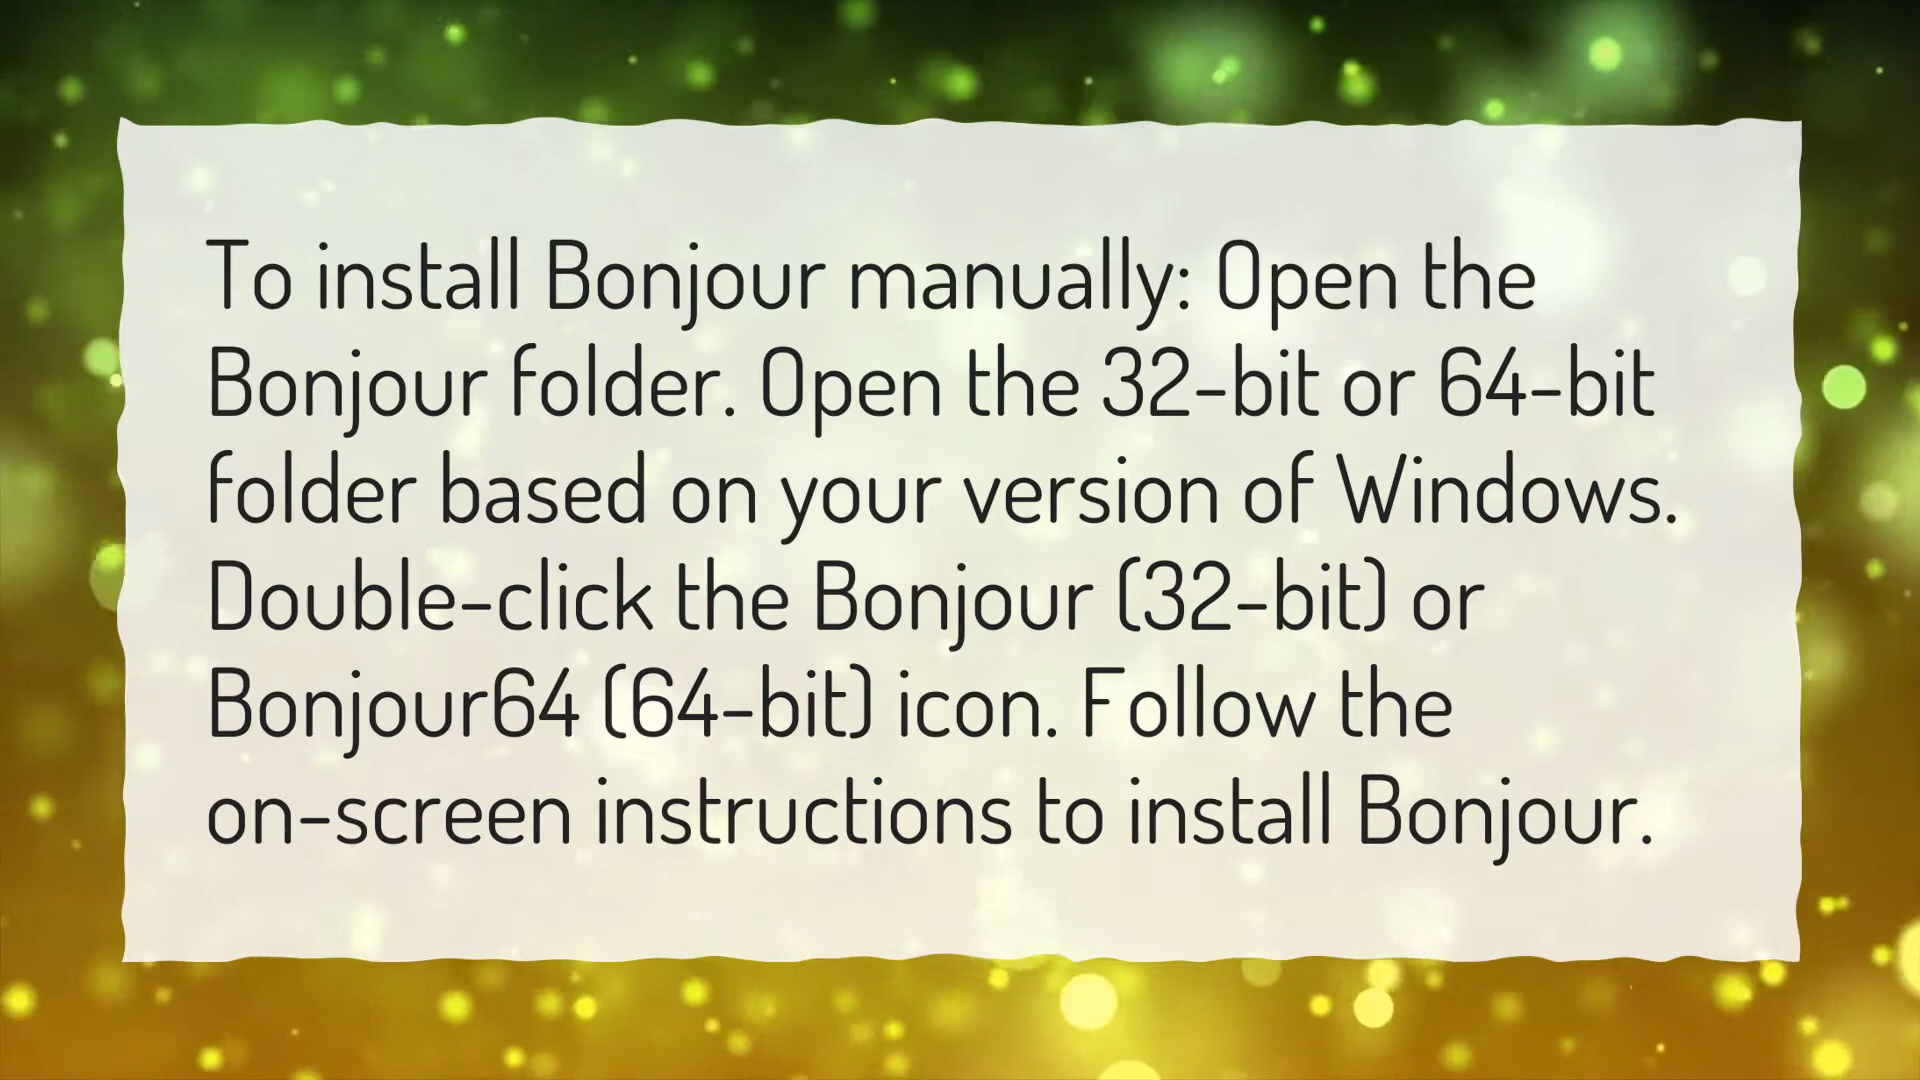 To install Bonjour manually: Open the
Bonjour folder. Open the 32-bit or 64-bit
folder based on your version of Windows.
Double-click the Bonjour (32-bit) or
Bonjour64 (64-bit) icon. Follow the
on-screen instructions to install Bonjour.